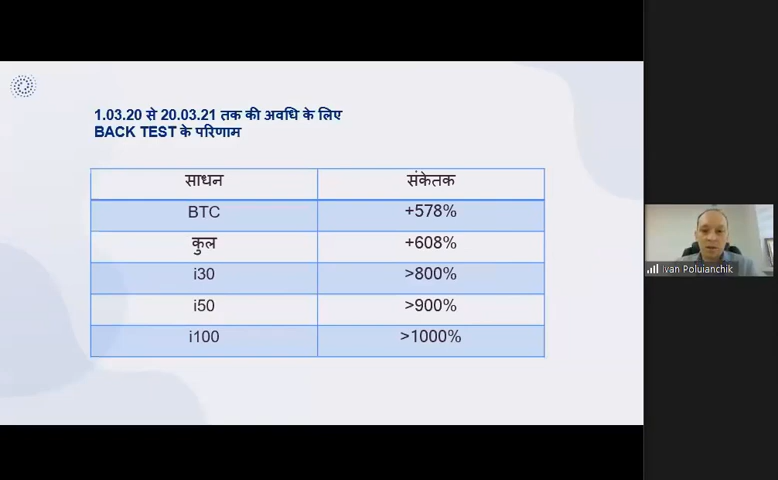 1.03.20 से 20.03.21 तक की अवधि के लिए
BACK TEST के परिणाम
साधन संकेतक
BTC +578%
कुल +608%
i30 >800%
i50 >900%
i100 >1000%
Ivan Poluianchik